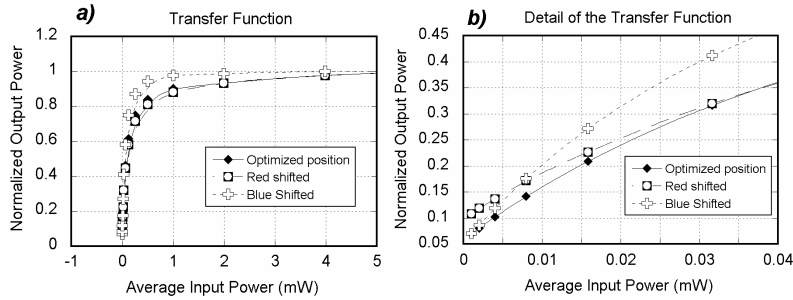 a)
Transfer Function
Normalized Output Power
1.2
1
0.8
0.6
0.4
0.2
0
-1
0
1
2
3
4
5
Average Input Power (mW)
Optimized position
Red shifted
Blue Shifted
b)
Detail of the Transfer Function
Normalized Output Power
0.45
0.4
0.35
0.3
0.25
0.2
0.15
0.1
0.05
0
0.01
0.02
0.03
0.04
Average Input Power (mW)
Optimized position
Red shifted
Blue Shifted